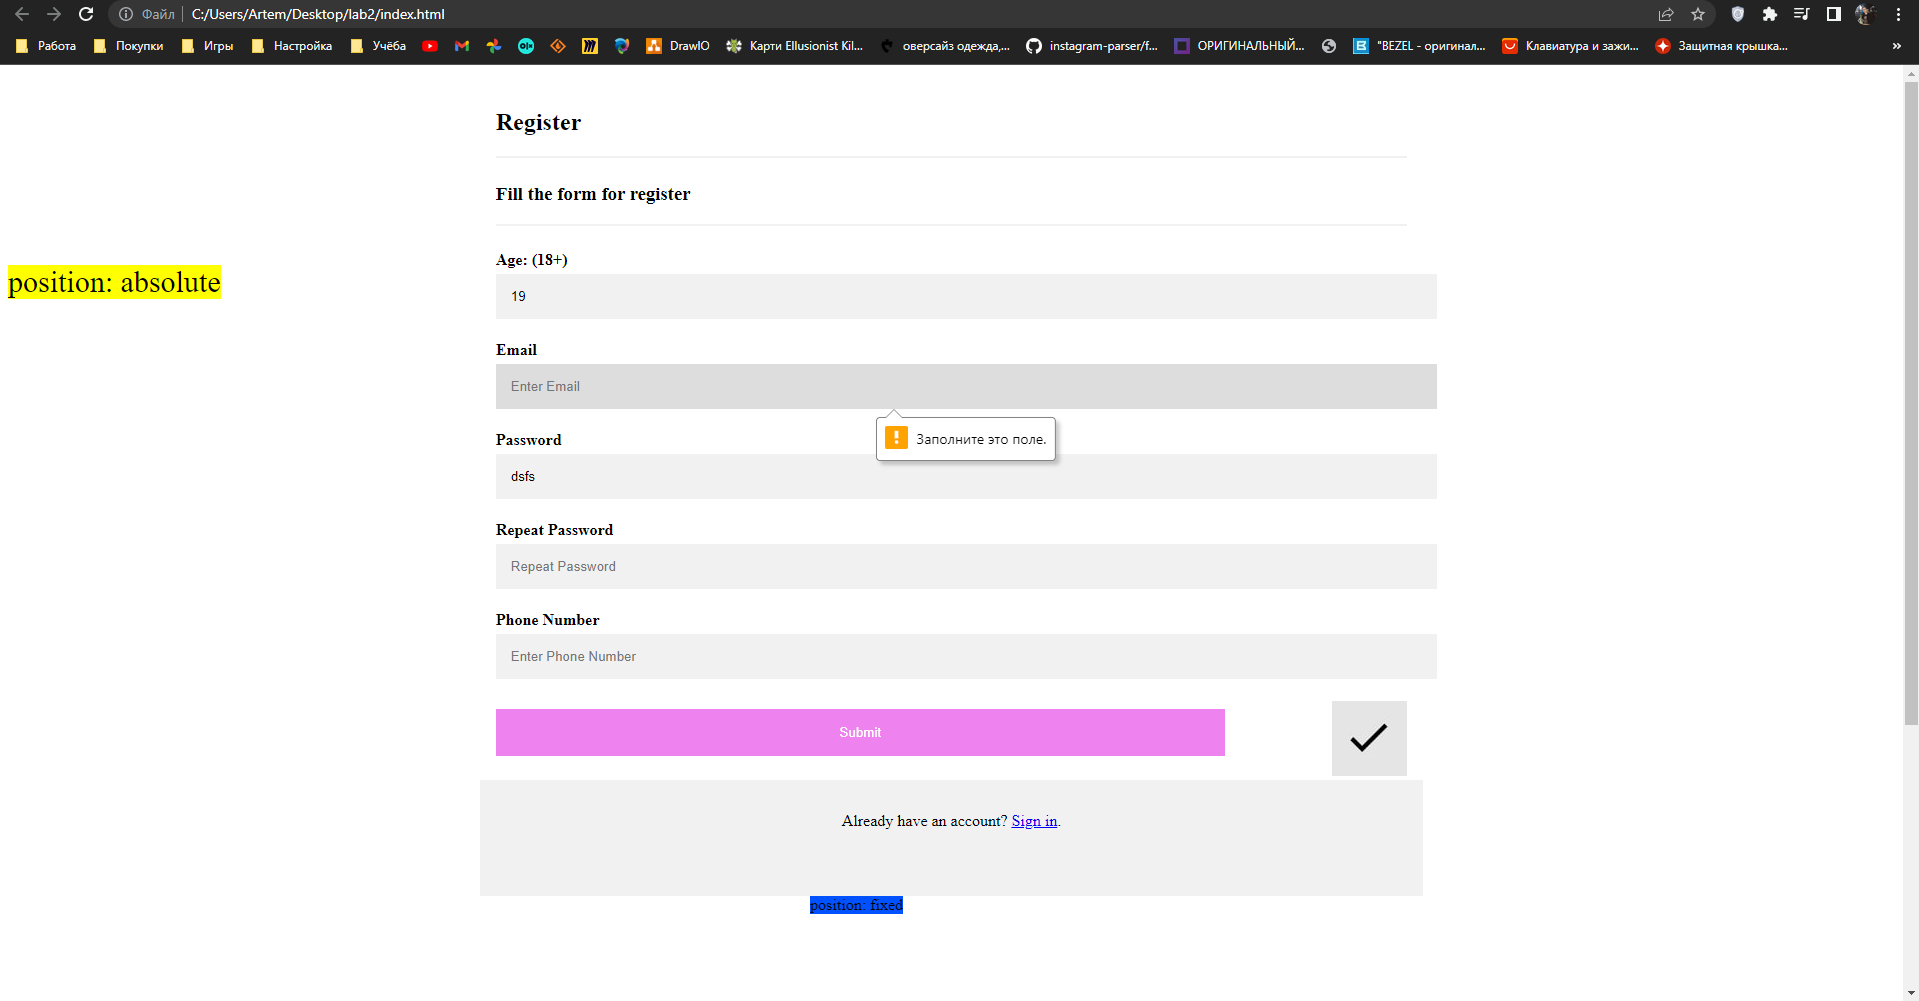 Файл C:/Users/Artem/Desktop/lab2/index.html
Работа Покупки Игры Настройка Учёба DrawIO Карти Ellusionist Kil... оверсайз одежда,... instagram-parser/f... ОРИГИНАЛЬНЫЙ... "BEZEL - оригинал... Клавиатура и зажи... Защитная крышка... »
Register
Fill the form for register
Age: (18+)
position: absolute
19
Email
Enter Email
Заполните это поле.
Password
dsfs
Repeat Password
Repeat Password
Phone Number
Enter Phone Number
Submit
Already have an account? Sign in.
position: fixed